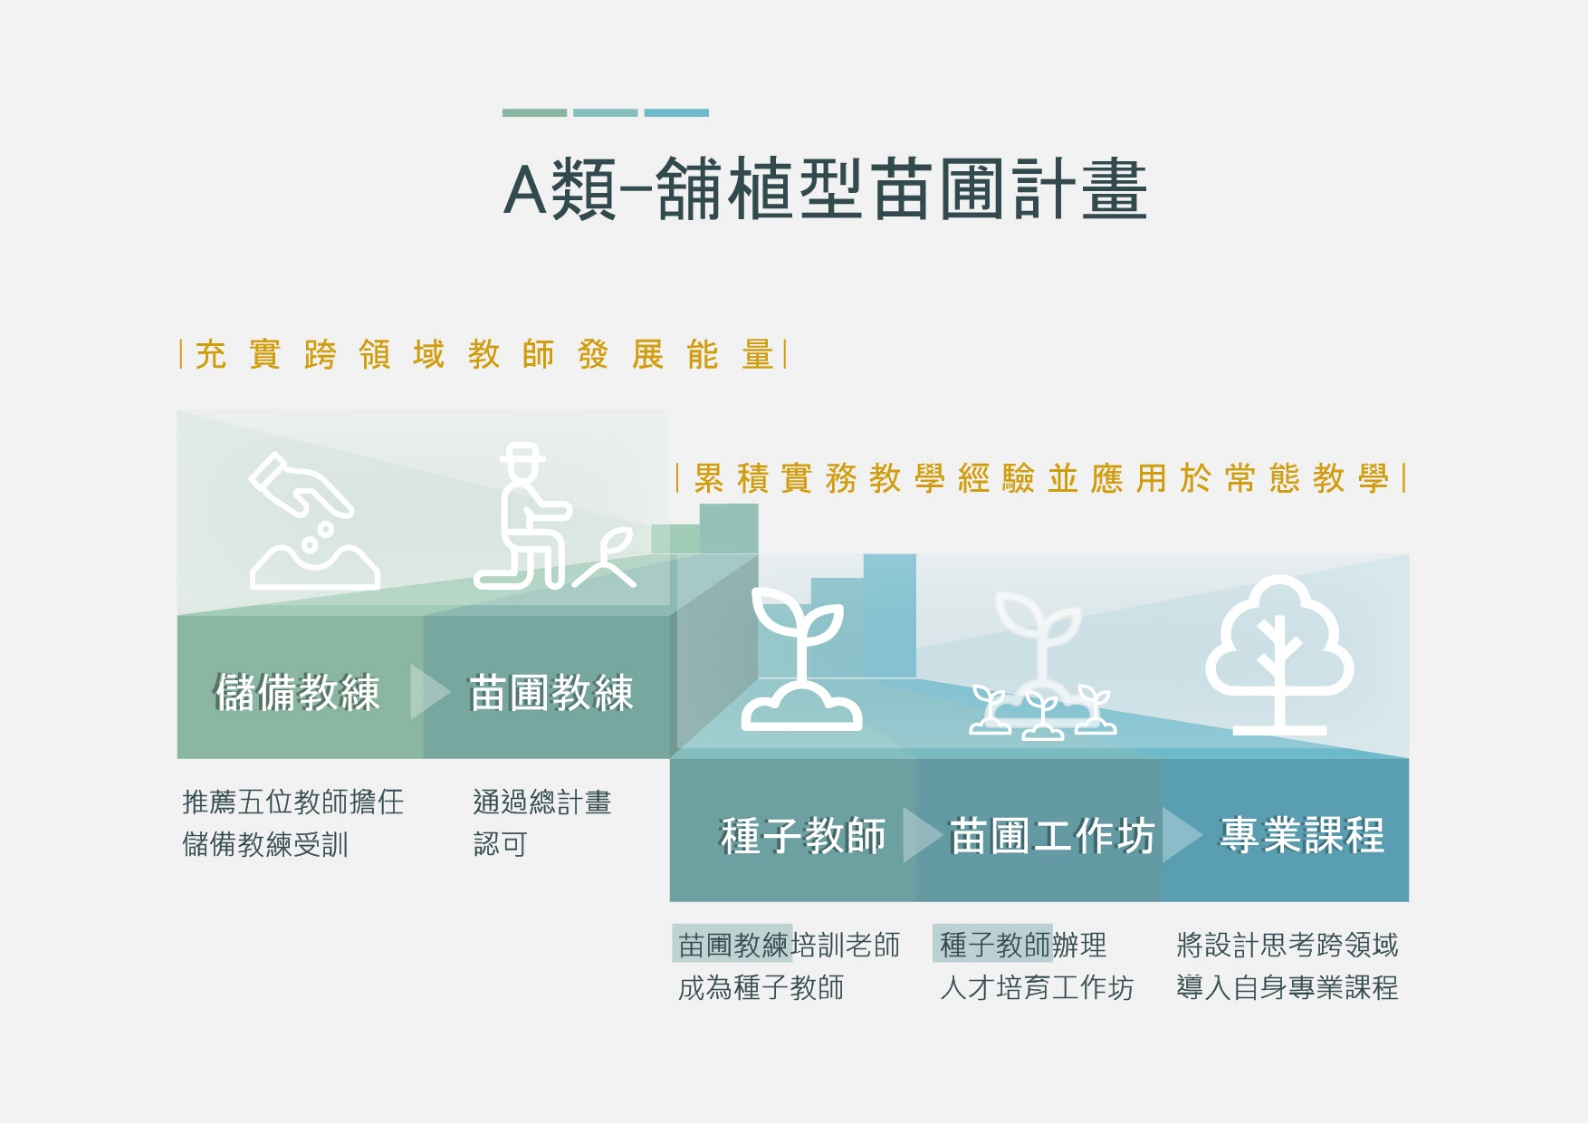 A類–舖植型苗圃計畫
|充實跨領域教師發展能量|
|累積實務教學經驗並應用於常態教學|
儲備教練
苗圃教練
推薦五位教師擔任
儲備教練受訓
通過總計畫
認可
種子教師
苗圃工作坊
專業課程
苗圃教練培訓老師
成為種子教師
種子教師辦理
人才培育工作坊
將設計思考跨領域
導入自身專業課程